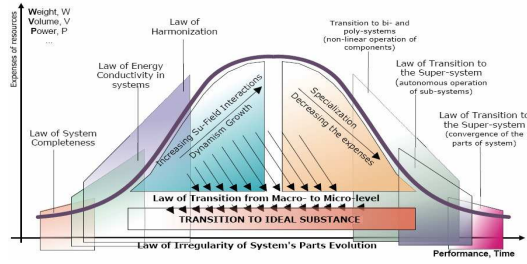 Weight, W
Volume, V
Power, P
...
Expenses of resources
Law of
Harmonization
Transition to bi- and
poly-systems
(non-linear operation of
components)
Law of Energy
Conductivity in
systems
Law of Transition to
the Super-system
(autonomous operation
of sub-systems)
Law of System
Completeness
Increasing Su-Field Interactions
Dynamism Growth
Specialization
Decreasing the expenses
Law of Transition to
the Super-system
(convergence of the
parts of system)
Law of Transition from Macro- to Micro-level
TRANSITION TO IDEAL SUBSTANCE
Law of Irregularity of System's Parts Evolution
Performance, Time